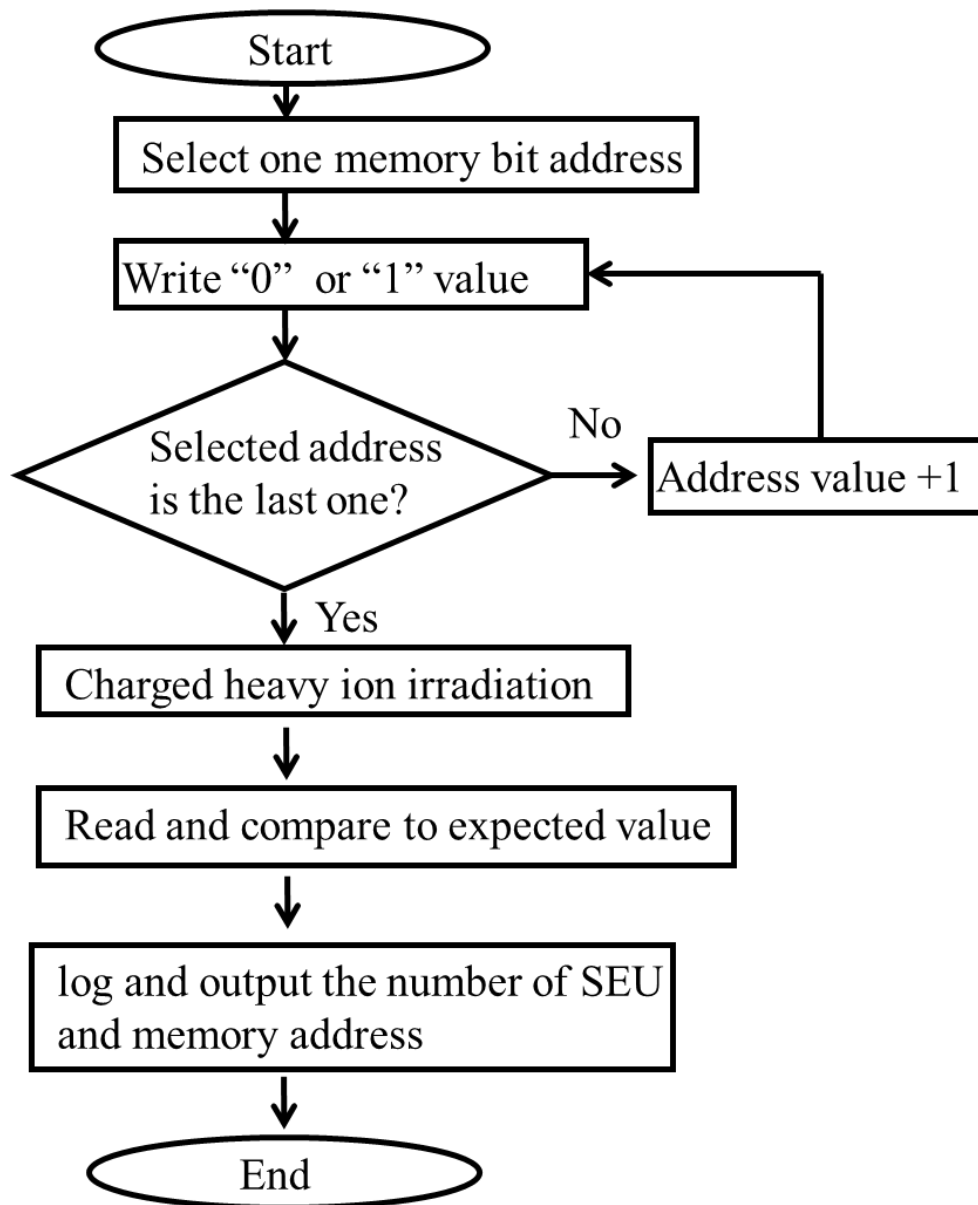 Start
Select one memory bit address
Write “0”  or “1” value
Selected address
is the last one?
No
Address value +1
Yes
Charged heavy ion irradiation
Read and compare to expected value
log and output the number of SEU
and memory address
End